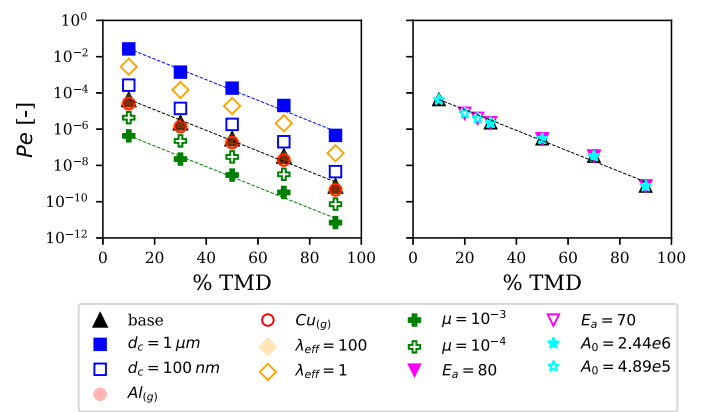 10^0
10^−2
10^−4
10^−6
10^−8
10^−10
10^−12
Pe [-]
0 20 40 60 80 100
% TMD
0 20 40 60 80 100
% TMD
base
d_c = 1 μm
d_c = 100 nm
Al_(g)
Cu_(g)
λ_eff = 100
λ_eff = 1
μ = 10^−3
μ = 10^−4
E_a = 80
E_a = 70
A_0 = 2.44e6
A_0 = 4.89e5